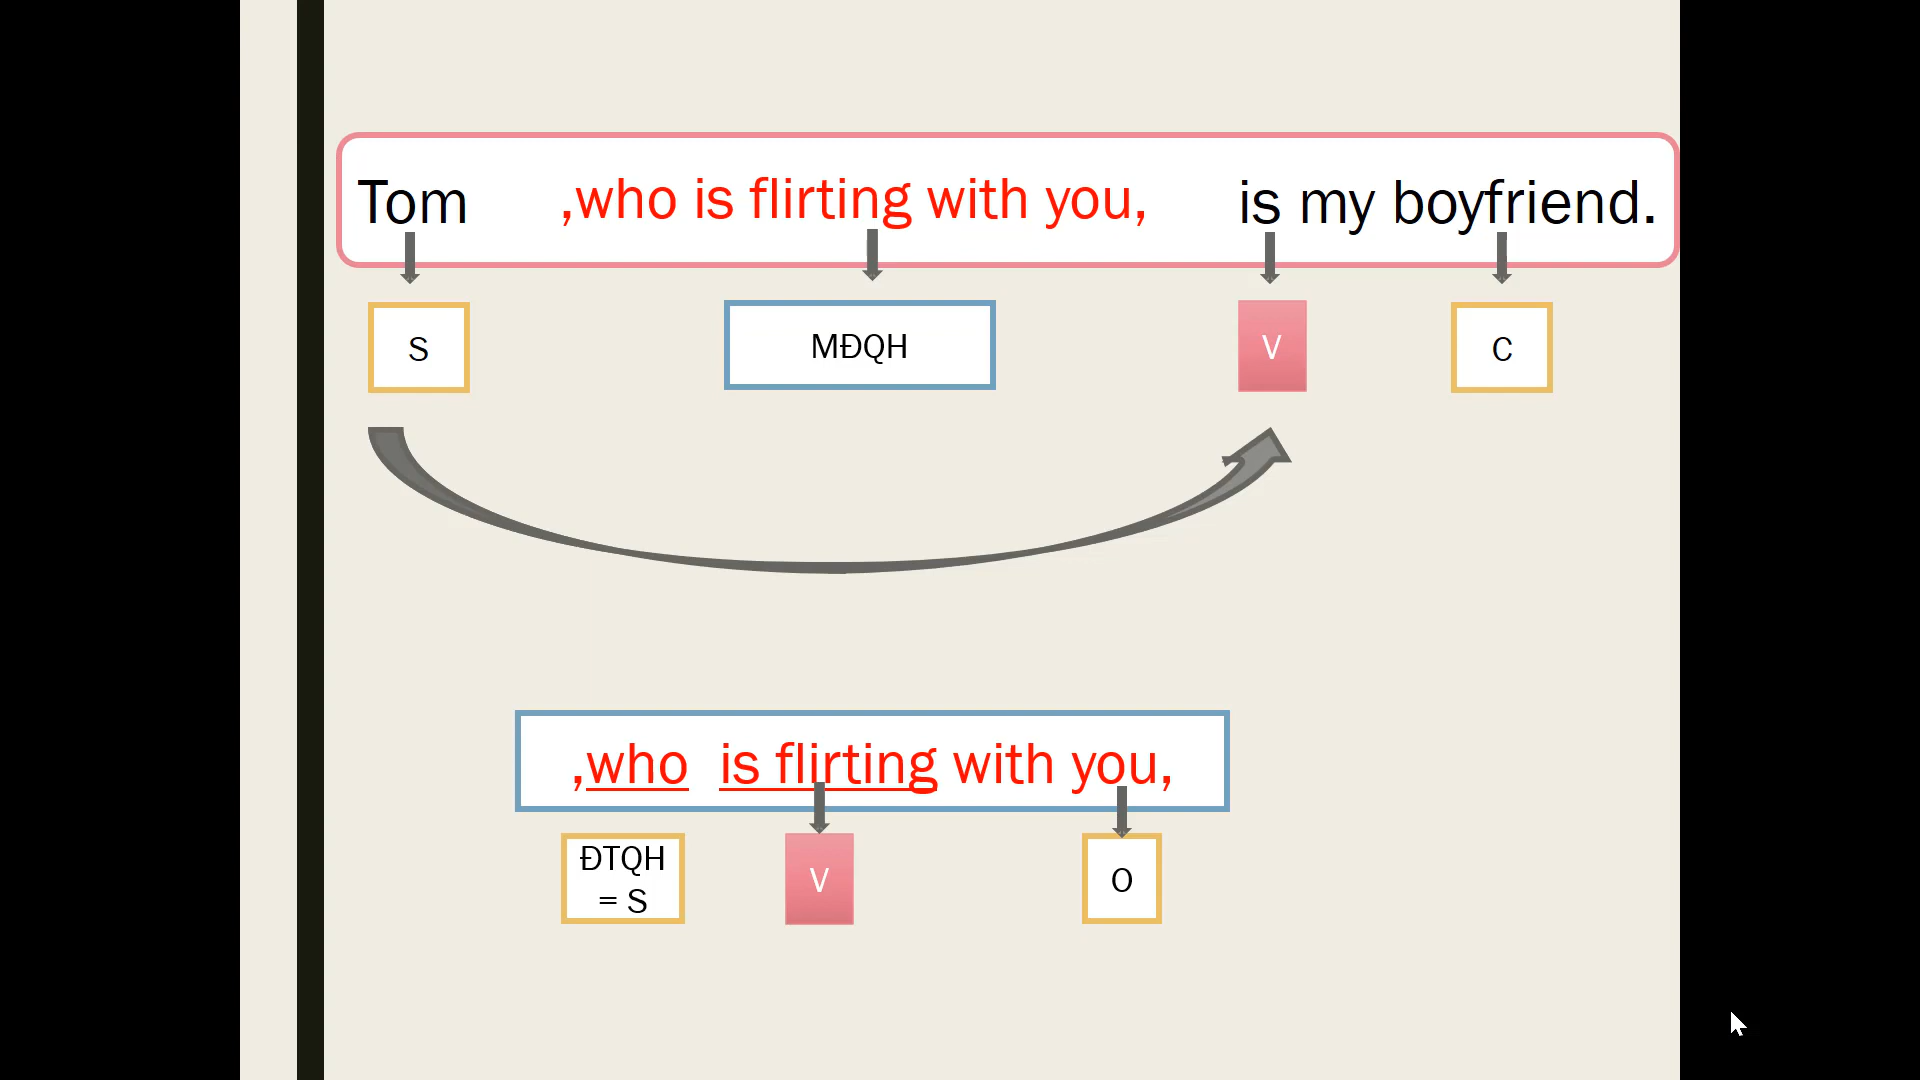 Tom ,who is flirting with you, is my boyfriend.
S MĐQH V C
,who is flirting with you,
ĐTQH
= S
V
O